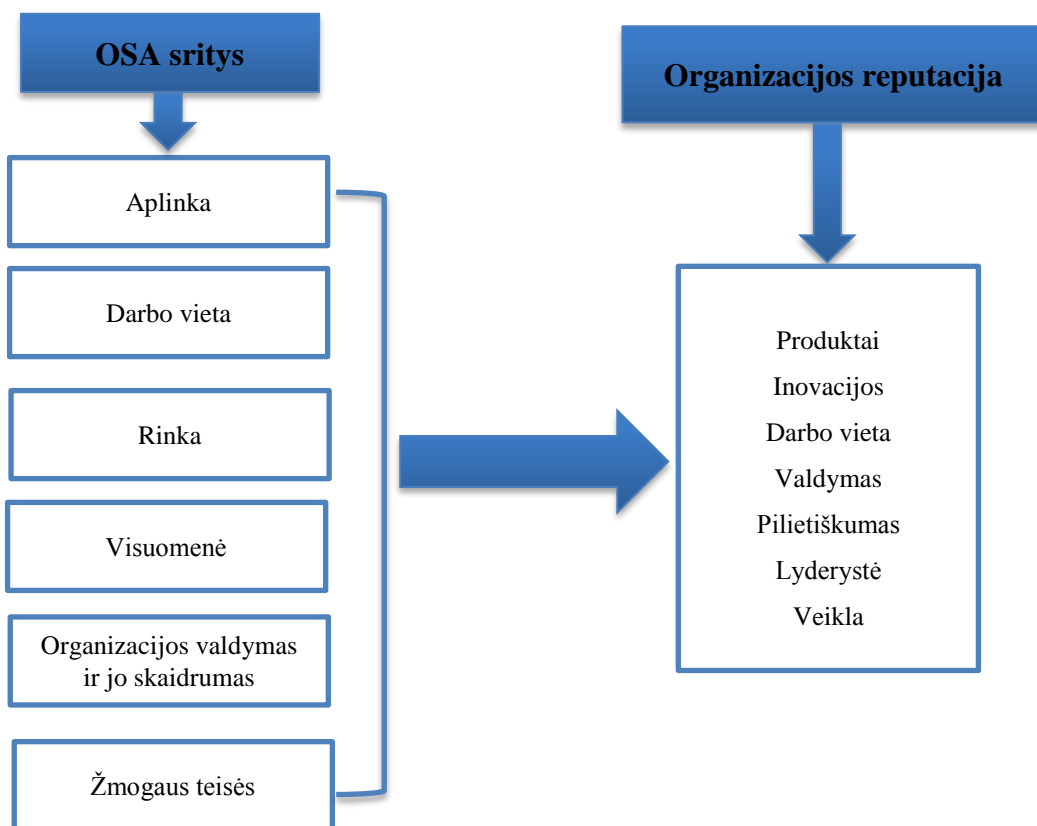 OSA sritys
Aplinka
Darbo vieta
Rinka
Visuomenė
Organizacijos valdymas
ir jo skaidrumas
Žmogaus teisės
Organizacijos reputacija
Produktai
Inovacijos
Darbo vieta
Valdymas
Pilietiškumas
Lyderystė
Veikla